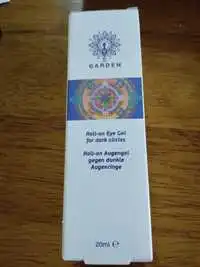 GARDEN
Roll-on Eye Gel
for dark circles
Roll-on Augengel
gegen dunkle
Augenringe
20ml ℮